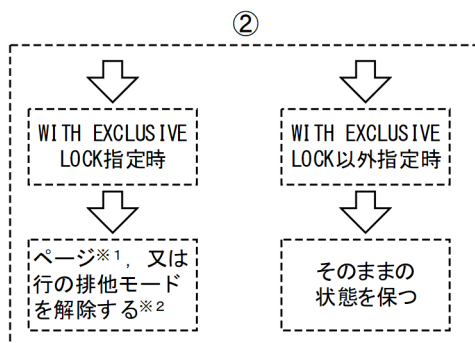 ②
WITH EXCLUSIVE
LOCK指定時
WITH EXCLUSIVE
LOCK以外指定時
ページ※1，又は
行の排他モード
を解除する※2
そのままの
状態を保つ